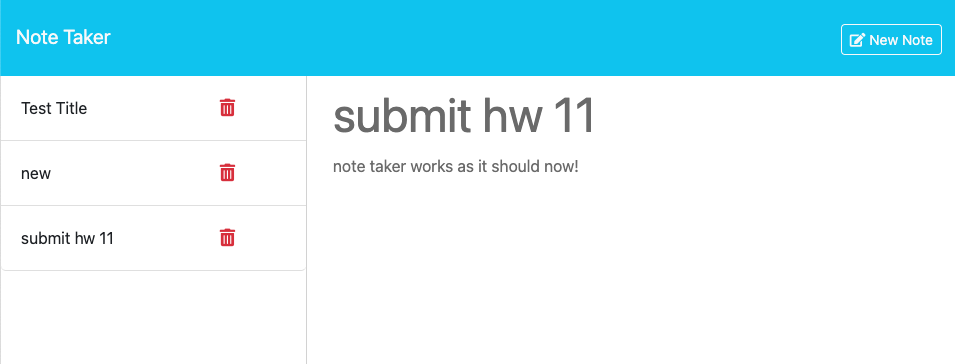 Note Taker
New Note
Test Title
new
submit hw 11
submit hw 11
note taker works as it should now!